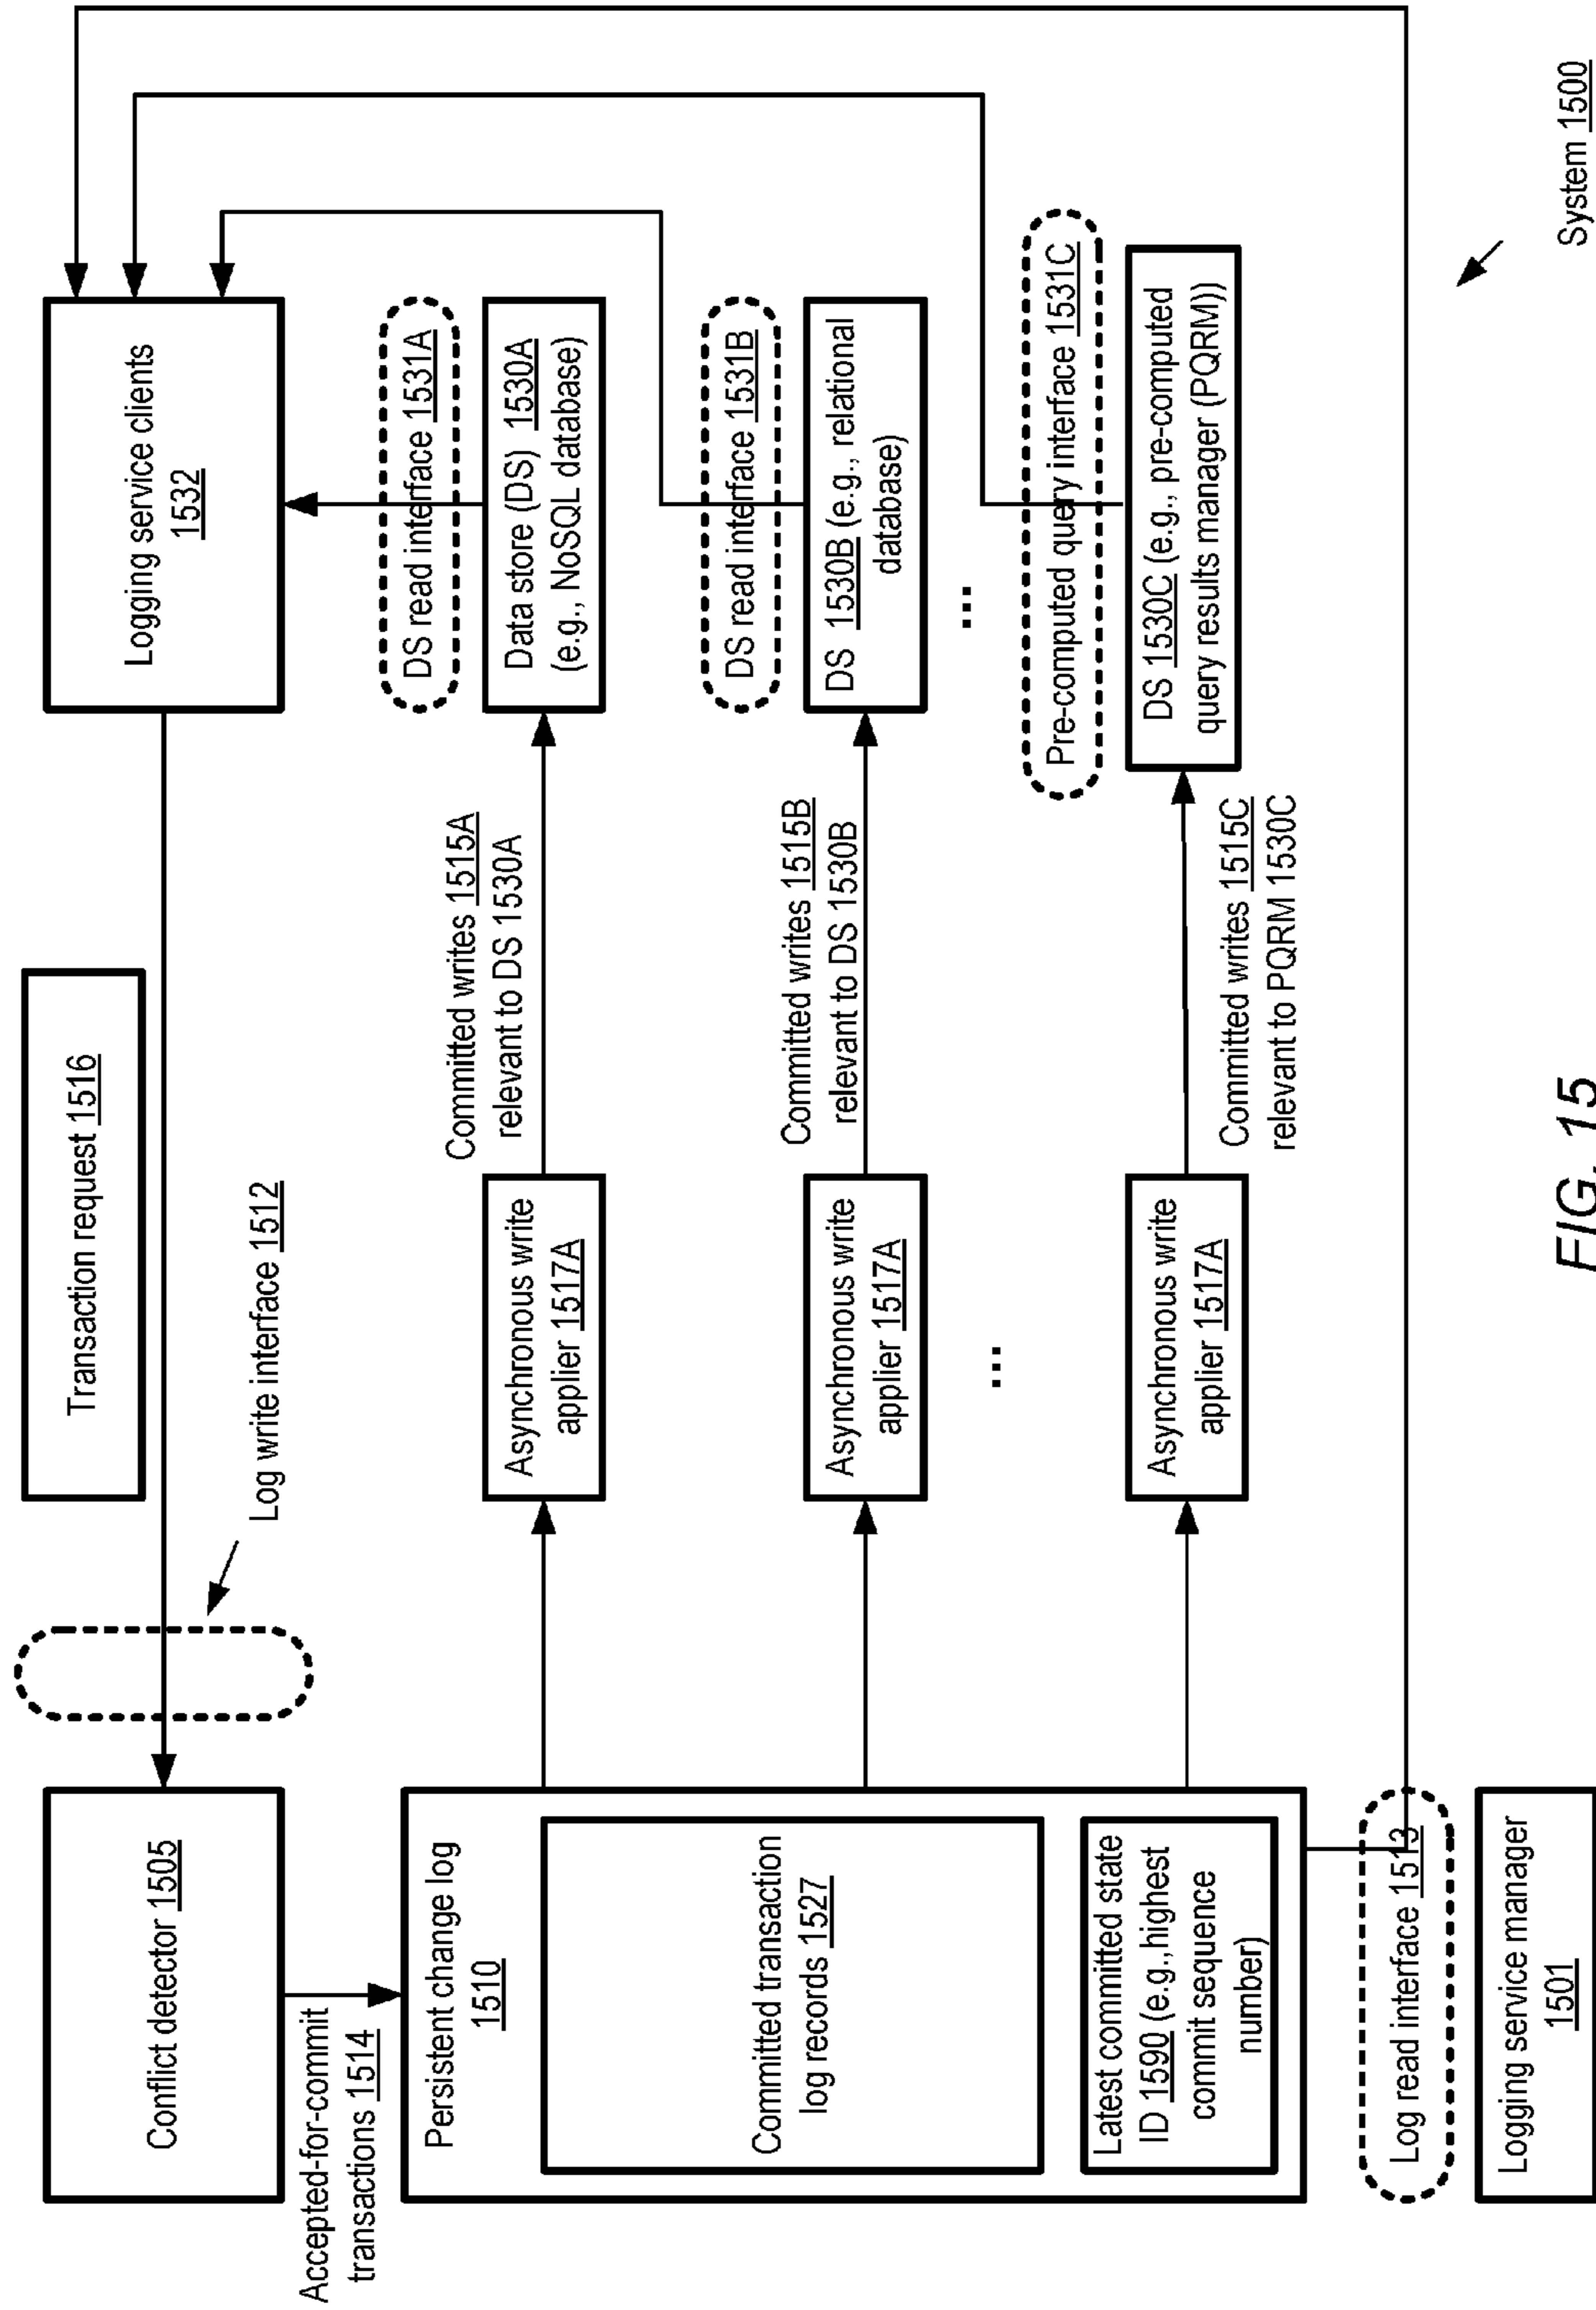 Transaction request 1516
Logging service clients
1532
Conflict detector 1505
Log write interface 1512
Accepted-for-commit
transactions 1514
Persistent change log
1510
Committed transaction
log records 1527
Latest committed state
ID 1590 (e.g., highest
commit sequence
number)
Asynchronous write
applier 1517A
Committed writes 1515A
relevant to DS 1530A
DS read interface 1531A
Data store (DS) 1530A
(e.g., NoSQL database)
Asynchronous write
applier 1517A
Committed writes 1515B
relevant to DS 1530B
DS read interface 1531B
DS 1530B (e.g., relational
database)
...
...
Asynchronous write
applier 1517A
Committed writes 1515C
relevant to PQRM 1530C
Pre-computed query interface 1531C
DS 1530C (e.g., pre-computed
query results manager (PQRM))
Log read interface 1513
Logging service manager
1501
System 1500
FIG. 15